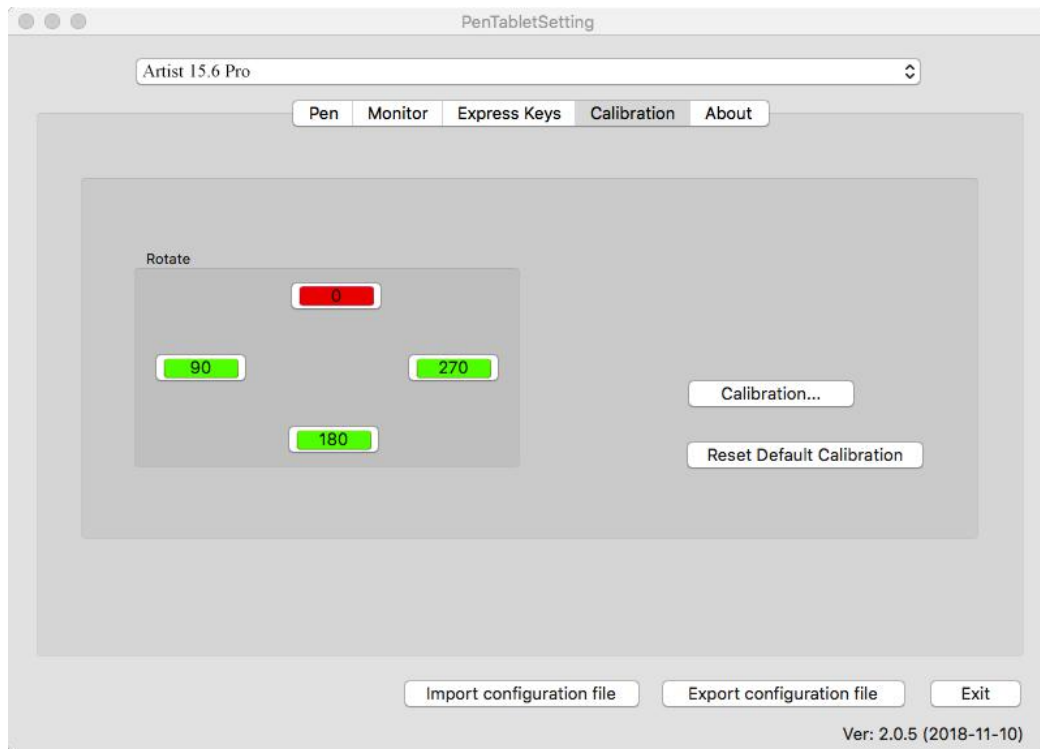 PenTabletSetting
Artist 15.6 Pro
Pen Monitor Express Keys Calibration About
Rotate
0
90 270
180
Calibration...
Reset Default Calibration
Import configuration file Export configuration file Exit
Ver: 2.0.5 (2018-11-10)